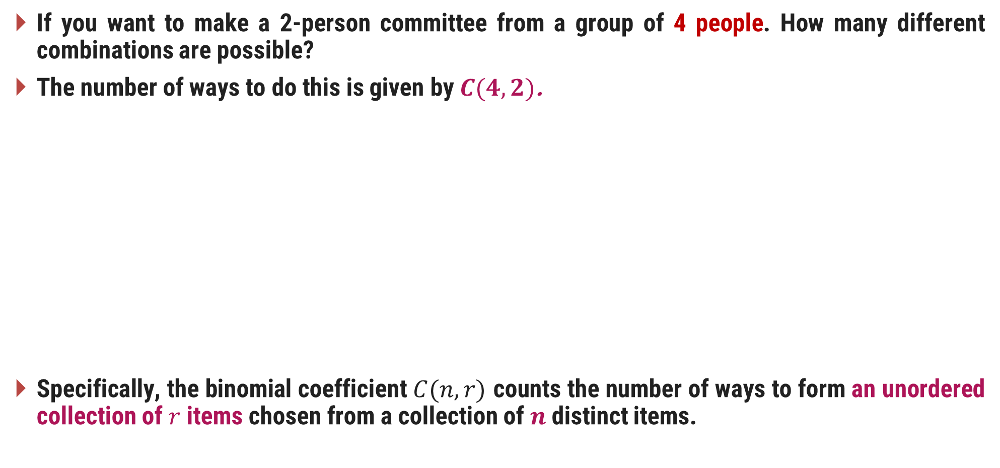 If you want to make a 2-person committee from a group of 4 people. How many different
combinations are possible?
The number of ways to do this is given by C(4, 2).
Specifically, the binomial coefficient C(n, r) counts the number of ways to form an unordered
collection of r items chosen from a collection of n distinct items.